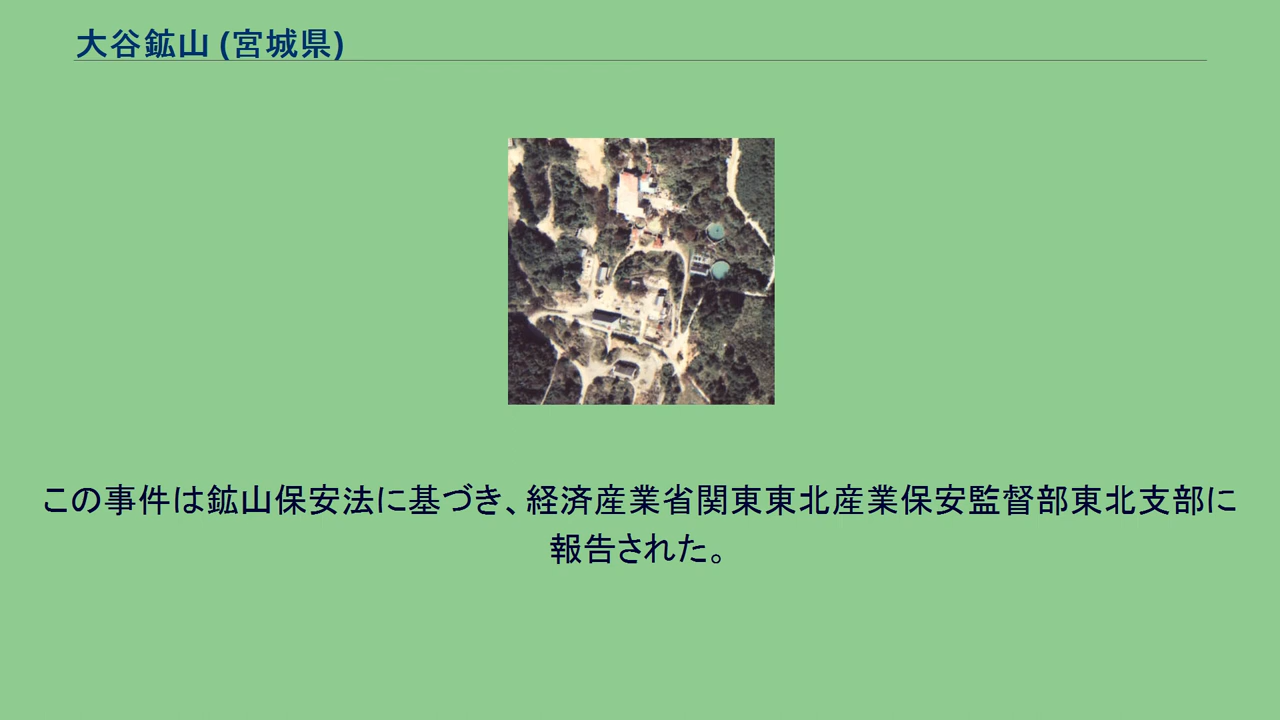 大谷鉱山 (宮城県)
この事件は鉱山保安法に基づき、経済産業省関東東北産業保安監督部東北支部に
報告された。